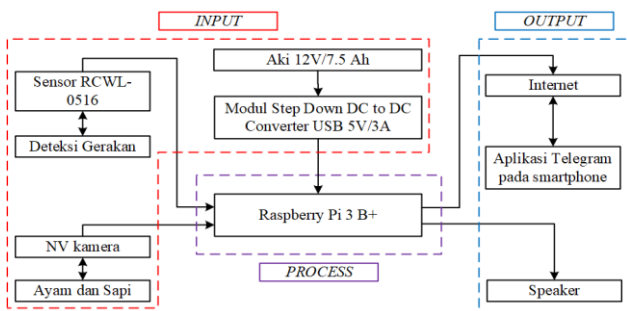 INPUT
OUTPUT
Sensor RCWL-
0516
Deteksi Gerakan
Aki 12V/7.5 Ah
Modul Step Down DC to DC
Converter USB 5V/3A
Internet
Aplikasi Telegram
pada smartphone
Raspberry Pi 3 B+
NV kamera
Ayam dan Sapi
PROCESS
Speaker